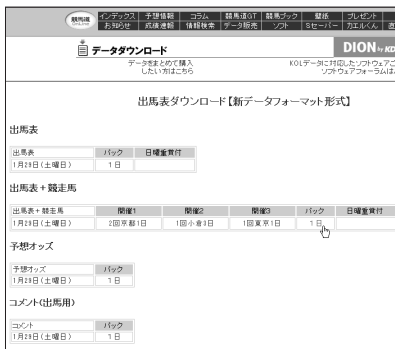 競馬道
OnLine
インデックス 予想情報 コラム 競馬道GT 競馬ブック 壁紙 プレゼント
お知らせ 成績速報 情報検索 データ販売 ソフト Sセーバー カエルくん
データダウンロード
DION by KD
データをまとめて購入
したい方はこちら
KOLデータに対応したソフトウェアご
ソフトウェアフォーラムは
出馬表ダウンロード【新データフォーマット形式】
出馬表
出馬表 パック 日曜重賞付
1月29日(土曜日) 1日
出馬表+競走馬
出馬表+競走馬 開催1 開催2 開催3 パック 日曜重賞付
1月29日(土曜日) 2回京都1日 1回小倉3日 1回東京1日 1日
予想オッズ
予想オッズ パック
1月29日(土曜日) 1日
コメント(出馬用)
コメント パック
1月29日(土曜日) 1日